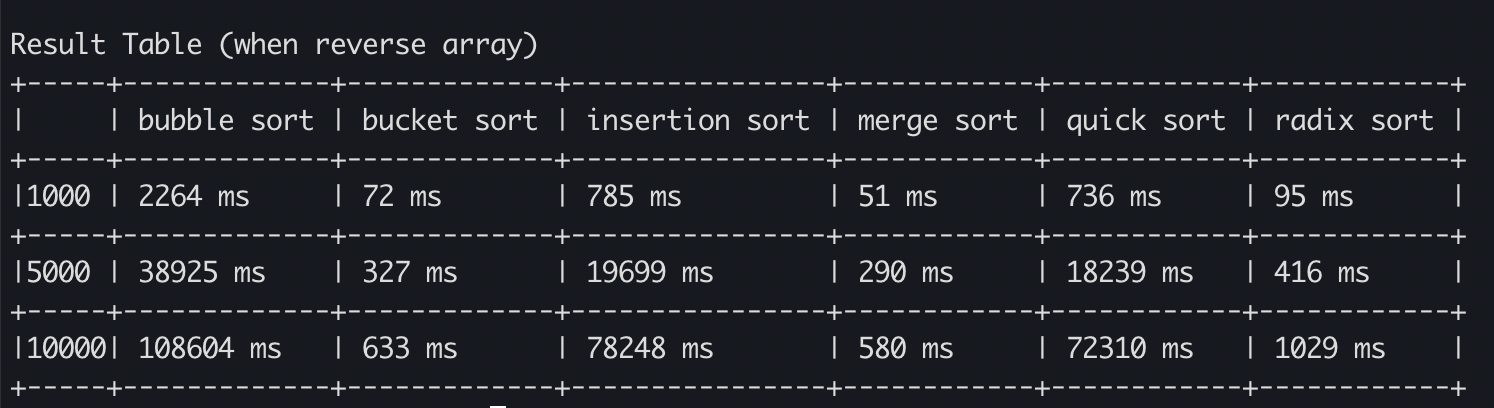 Result Table (when reverse array)
+-----+-------------+-------------+----------------+------------+------------+------------+
|     | bubble sort | bucket sort | insertion sort | merge sort | quick sort | radix sort |
+-----+-------------+-------------+----------------+------------+------------+------------+
|1000 | 2264 ms     | 72 ms       | 785 ms         | 51 ms      | 736 ms     | 95 ms      |
+-----+-------------+-------------+----------------+------------+------------+------------+
|5000 | 38925 ms    | 327 ms      | 19699 ms       | 290 ms     | 18239 ms   | 416 ms     |
+-----+-------------+-------------+----------------+------------+------------+------------+
|10000| 108604 ms   | 633 ms      | 78248 ms       | 580 ms     | 72310 ms   | 1029 ms    |
+-----+-------------+-------------+----------------+------------+------------+------------+